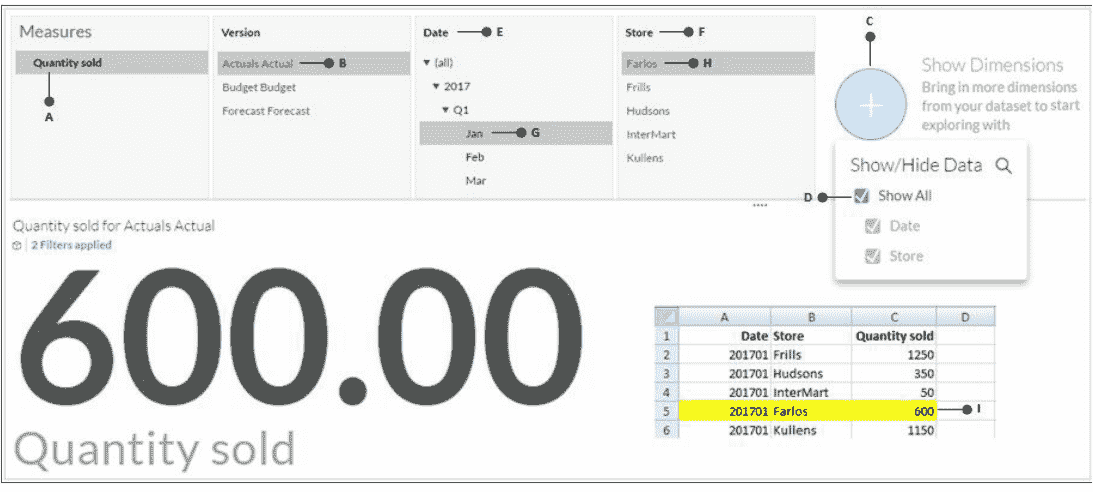 Measures
Quantity sold
A
Version
Actuals Actual B
Budget Budget
Forecast Forecast
Date E
(all)
2017
Q1
Jan G
Feb
Mar
Store F
Farlos H
Frills
Hudsons
InterMart
Kullens
C
Show Dimensions
Bring in more dimensions
from your dataset to start
exploring with
Show/Hide Data
D Show All
Date
Store
Quantity sold for Actuals Actual
2 Filters applied
600.00
Quantity sold
A B C D
1 Date Store Quantity sold
2 201701 Frills 1250
3 201701 Hudsons 350
4 201701 InterMart 50
5 201701 Farlos 600 I
6 201701 Kullens 1150